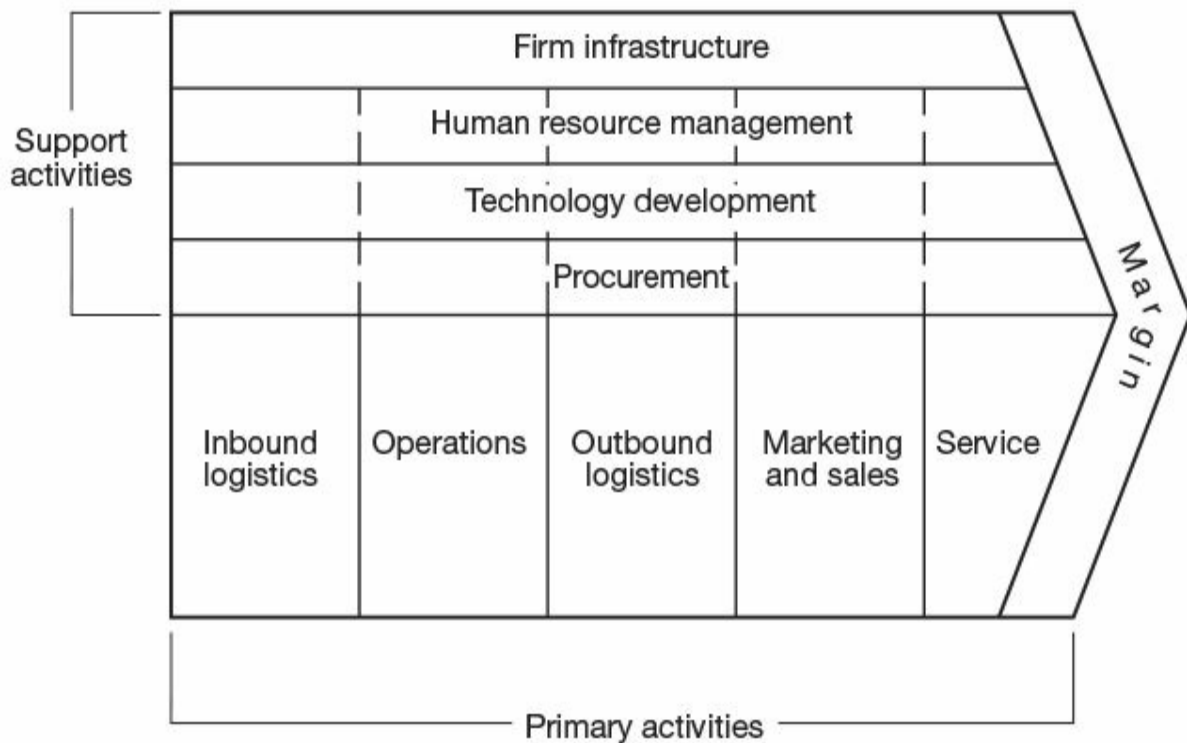 Firm infrastructure
Human resource management
Support
activities
Technology development
Procurement
Margin
Inbound
logistics
Operations
Outbound
logistics
Marketing
and sales
Service
Primary activities